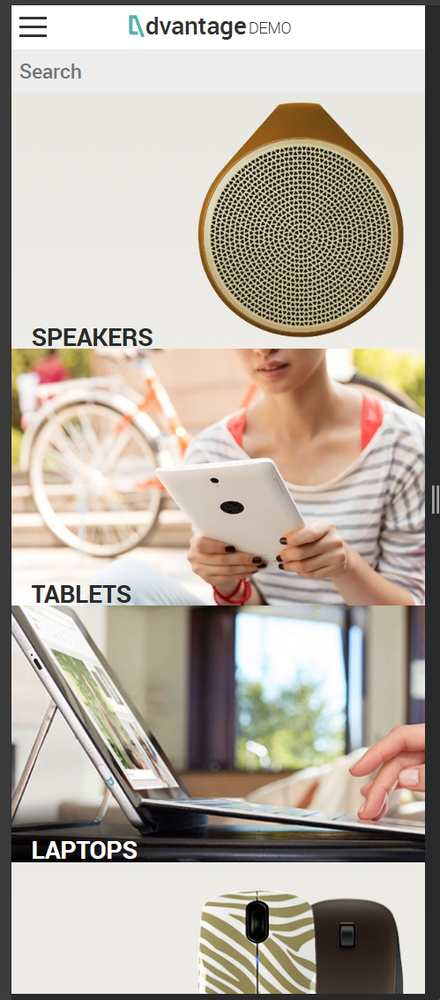 dvantage DEMO
Search
SPEAKERS
TABLETS
LAPTOPS